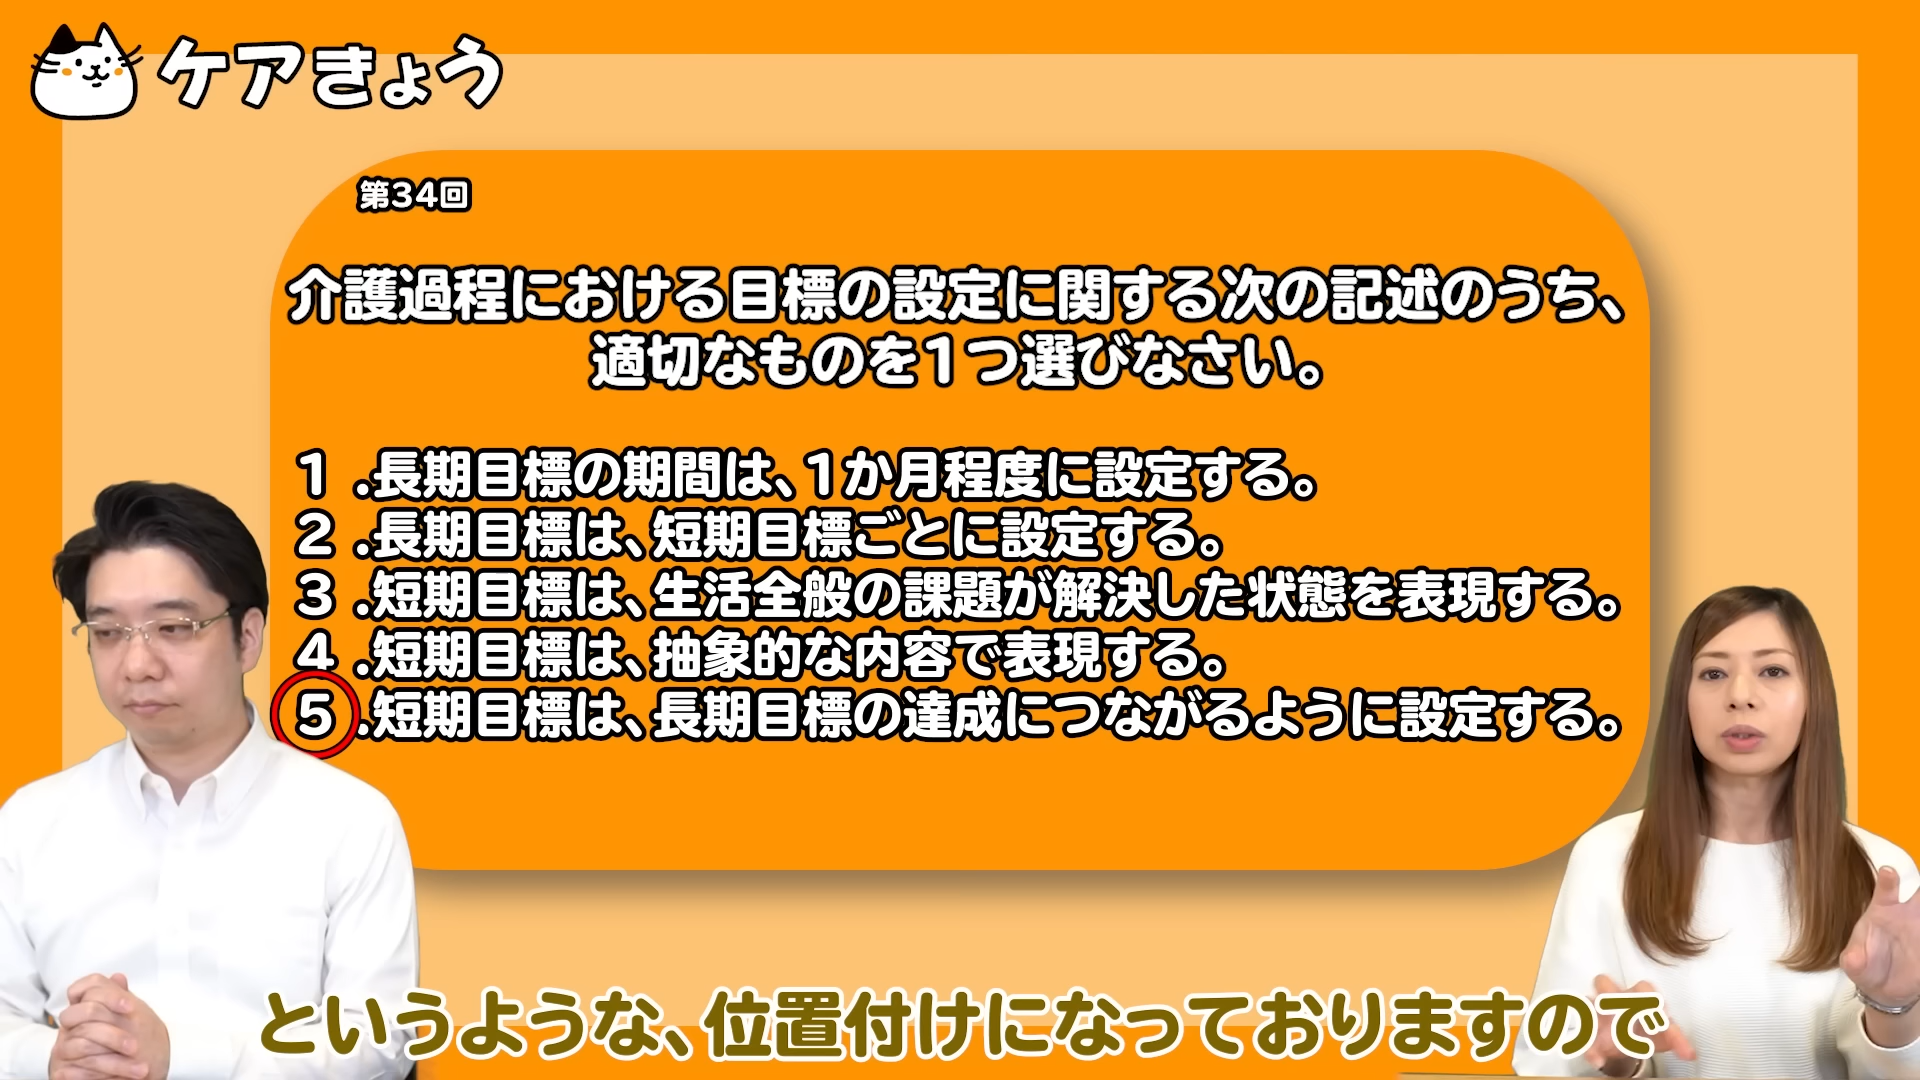 ケアきょう
第34回
介護過程における目標の設定に関する次の記述のうち、
適切なものを1つ選びなさい。
1 .長期目標の期間は、1か月程度に設定する。
2 .長期目標は、短期目標ごとに設定する。
3 .短期目標は、生活全般の課題が解決した状態を表現する。
4 .短期目標は、抽象的な内容で表現する。
5 .短期目標は、長期目標の達成につながるように設定する。
というような、位置付けになっておりますので